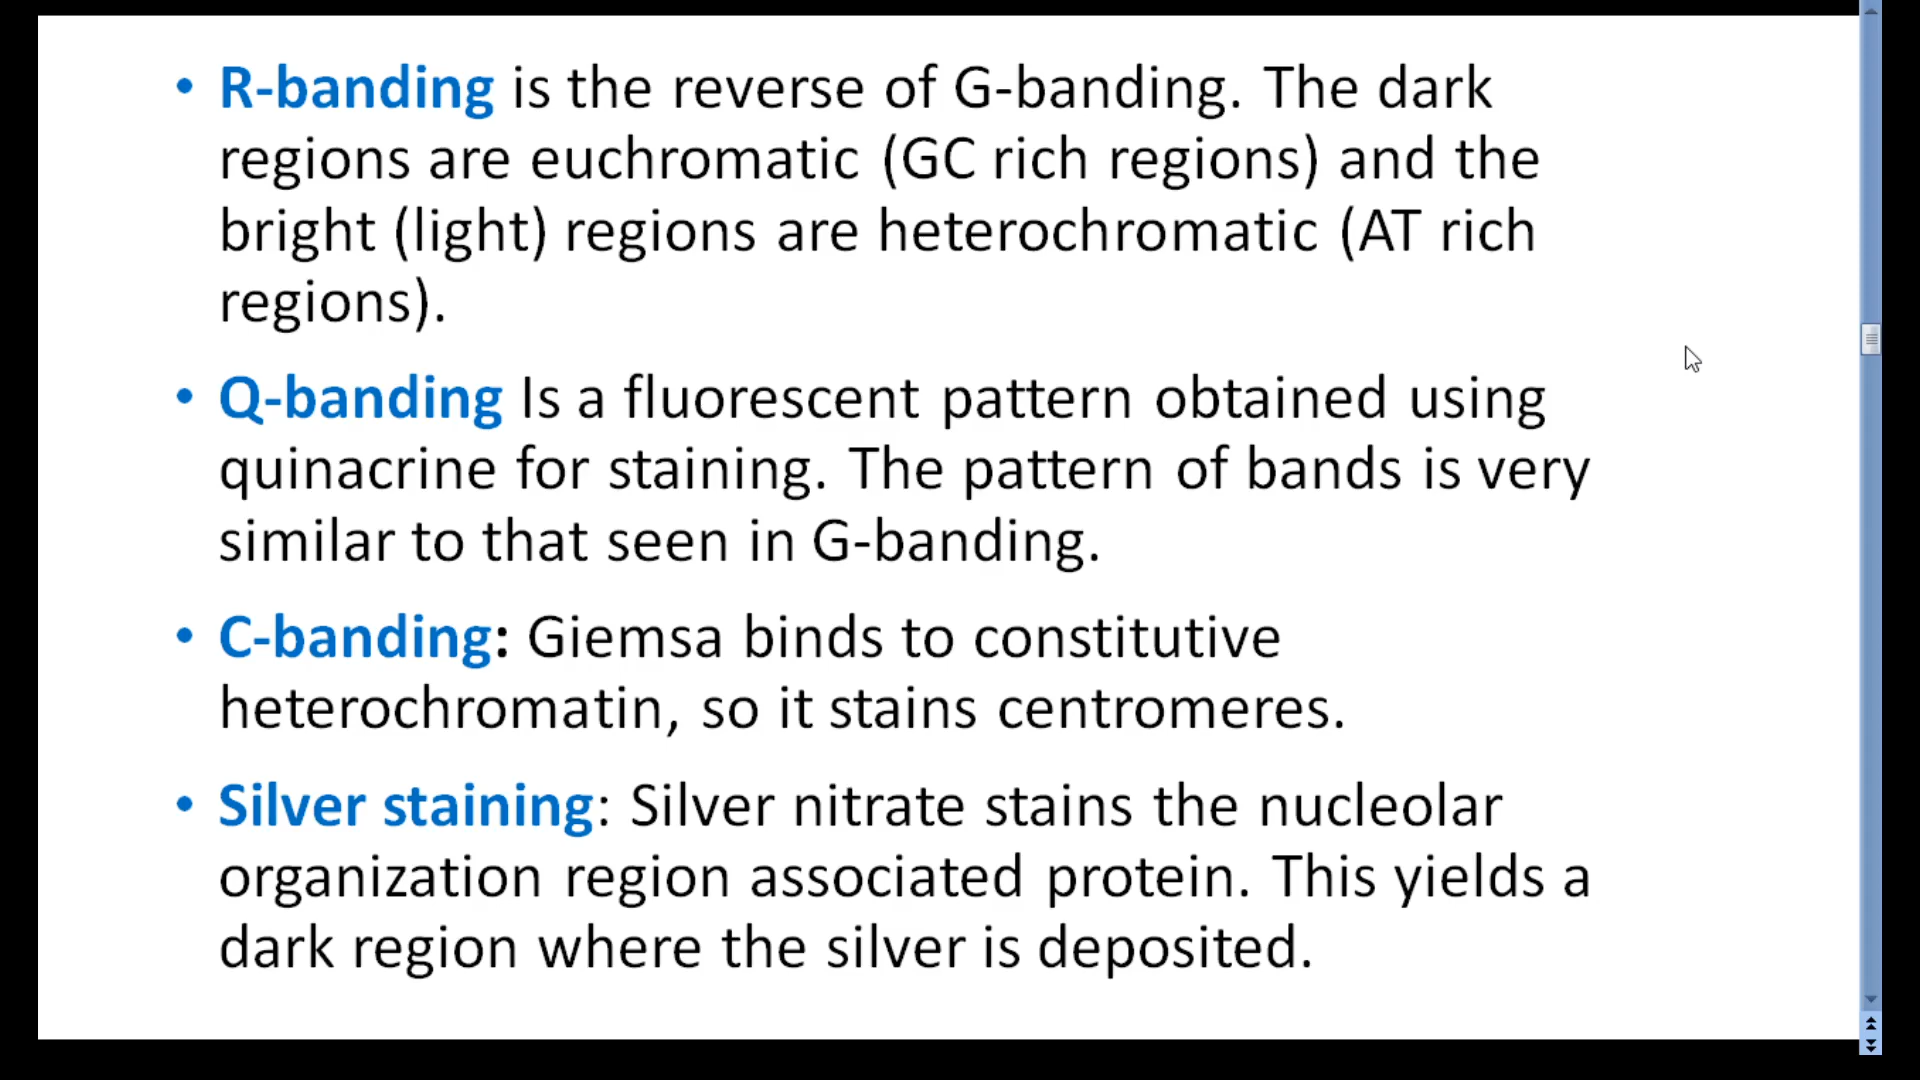 • R-banding is the reverse of G-banding. The dark
regions are euchromatic (GC rich regions) and the
bright (light) regions are heterochromatic (AT rich
regions).
• Q-banding Is a fluorescent pattern obtained using
quinacrine for staining. The pattern of bands is very
similar to that seen in G-banding.
• C-banding: Giemsa binds to constitutive
heterochromatin, so it stains centromeres.
• Silver staining: Silver nitrate stains the nucleolar
organization region associated protein. This yields a
dark region where the silver is deposited.